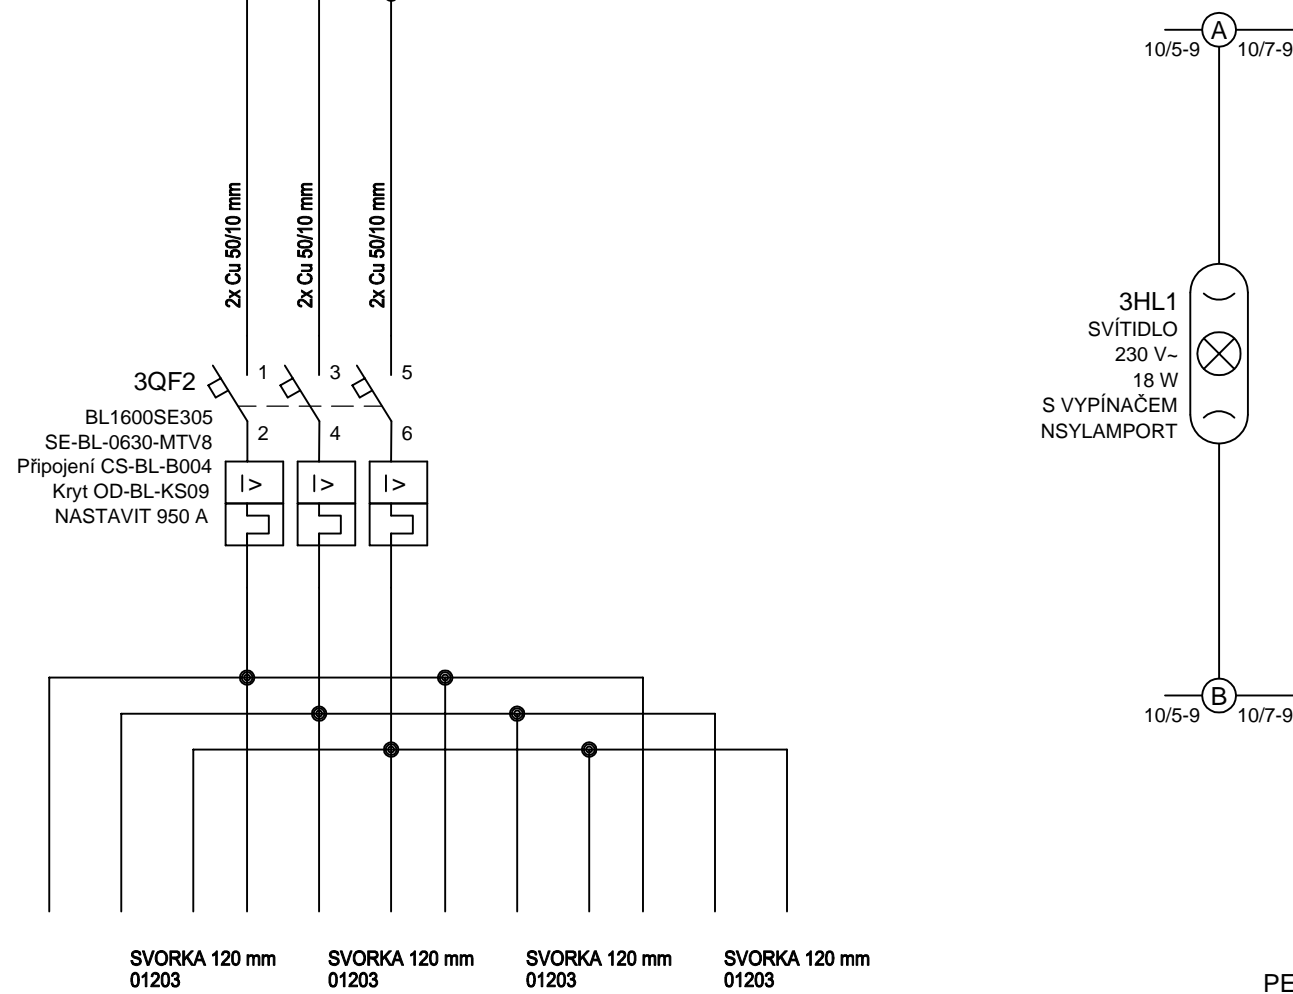 A
10/5-9 10/7-9
2x Cu 50/10 mm
2x Cu 50/10 mm
2x Cu 50/10 mm
3QF2
BL1600SE305
SE-BL-0630-MTV8
Připojení CS-BL-B004
Kryt OD-BL-KS09
NASTAVIT 950 A
1 3 5
2 4 6
I> I> I>
3HL1
SVÍTIDLO
230 V~
18 W
S VYPÍNAČEM
NSYLAMPORT
B
10/5-9 10/7-9
SVORKA 120 mm
01203
SVORKA 120 mm
01203
SVORKA 120 mm
01203
SVORKA 120 mm
01203
PE